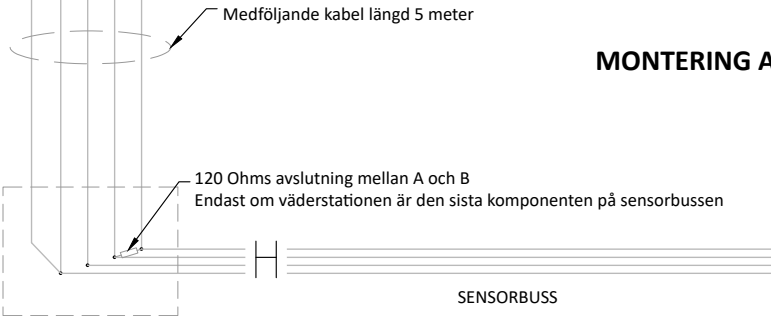 Medföljande kabel längd 5 meter
MONTERING A
120 Ohms avslutning mellan A och B
Endast om väderstationen är den sista komponenten på sensorbussen
SENSORBUSS